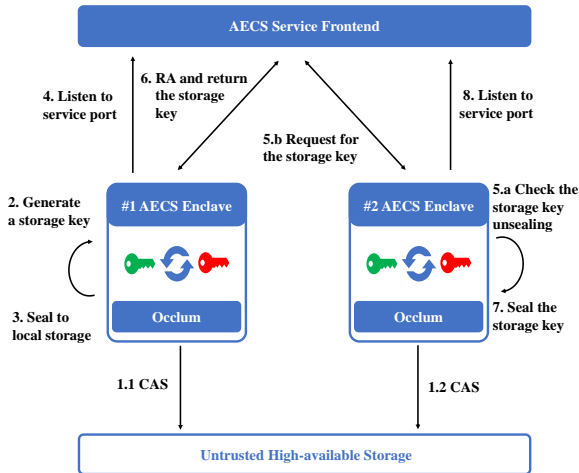 AECS Service Frontend
4. Listen to
service port
6. RA and return
the storage
key
5.b Request for
the storage key
8. Listen to
service port
2. Generate
a storage key
#1 AECS Enclave
#2 AECS Enclave
5.a Check the
storage key
unsealing
3. Seal to
local storage
Occlum
Occlum
7. Seal the
storage key
1.1 CAS
1.2 CAS
Untrusted High-available Storage